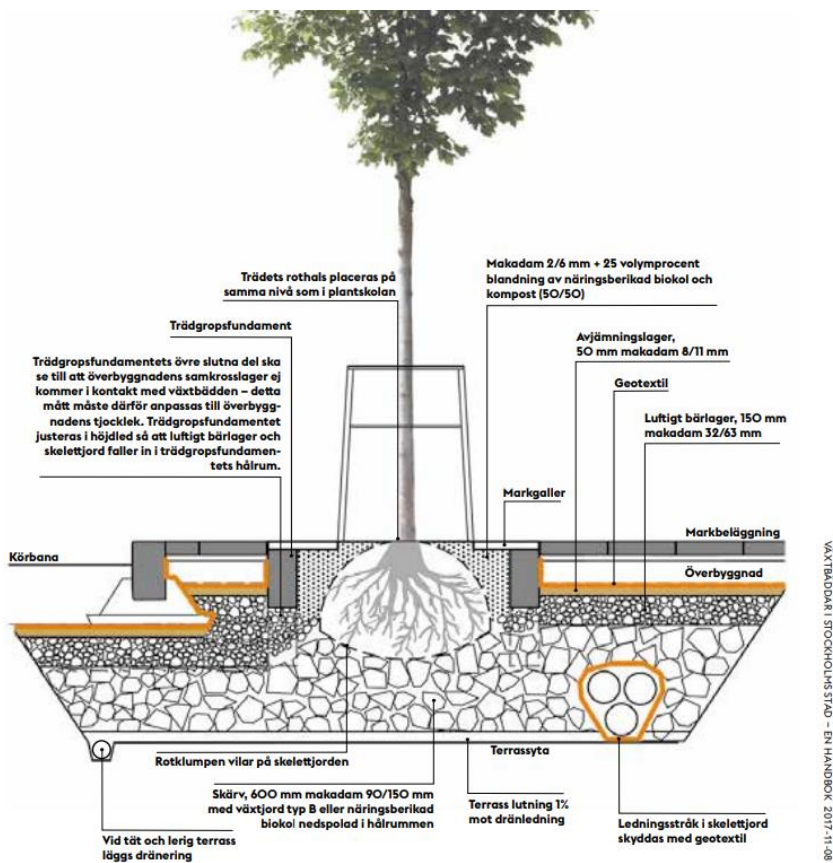 Trädets rothals placeras på
samma nivå som i plantskolan
Makadam 2/6 mm + 25 volymprocent
blandning av näringsberikad biokol och
kompost (50/50)
Trädgropsfundament
Avjämningslager,
50 mm makadam 8/11 mm
Trädgropsfundamentets övre slutna del ska
se till att överbyggnadens samkrosslager ej
kommer i kontakt med växtbädden – detta
mått måste därför anpassas till överbygg-
nadens tjocklek. Trädgropsfundamentet
justeras i höjdled så att luftigt bärlager och
skelettjord faller in i trädgropsfundamen-
tets hålrum.
Geotextil
Luftigt bärlager, 150 mm
makadam 32/63 mm
Markgaller
Markbeläggning
Körbana
Överbyggnad
Terrassyta
Rotklumpen vilar på skelettjorden
Skärv, 600 mm makadam 90/150 mm
med växtjord typ B eller näringsberikad
biokol nedspolad i hålrummen
Terrass lutning 1%
mot dränledning
Ledningsstråk i skelettjord
skyddas med geotextil
Vid tät och lerig terrass
läggs dränering
VÄXTBÄDDAR I STOCKHOLMS STAD – EN HANDBOK 2017-11-08